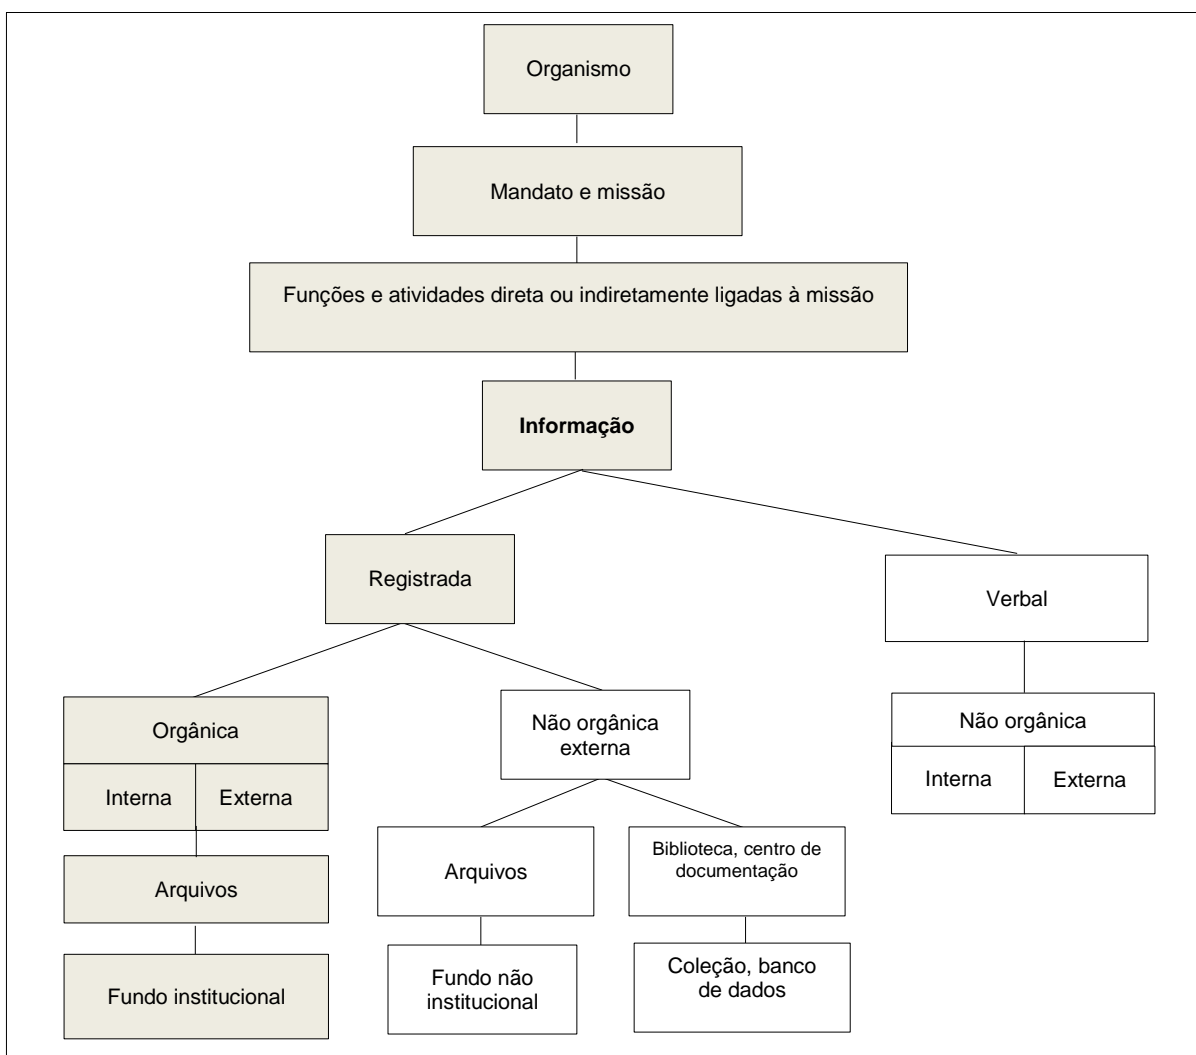 Organismo
Mandato e missão
Funções e atividades direta ou indiretamente ligadas à missão
Informação
Registrada
Verbal
Orgânica
Interna
Externa
Não orgânica
externa
Não orgânica
Interna
Externa
Arquivos
Arquivos
Biblioteca, centro de
documentação
Fundo institucional
Fundo não
institucional
Coleção, banco
de dados